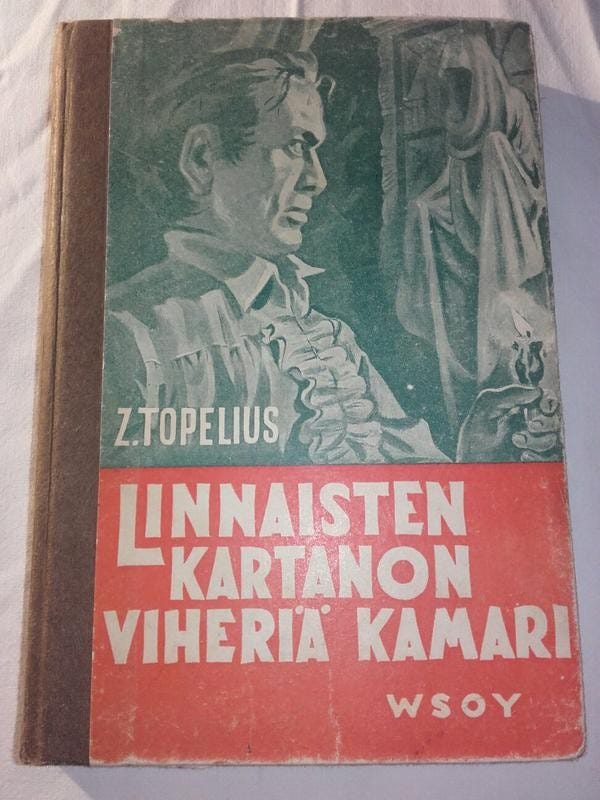 Z.TOPELIUS
LINNAISTEN
KARTANON
VIHERIÄ KAMARI
WSOY